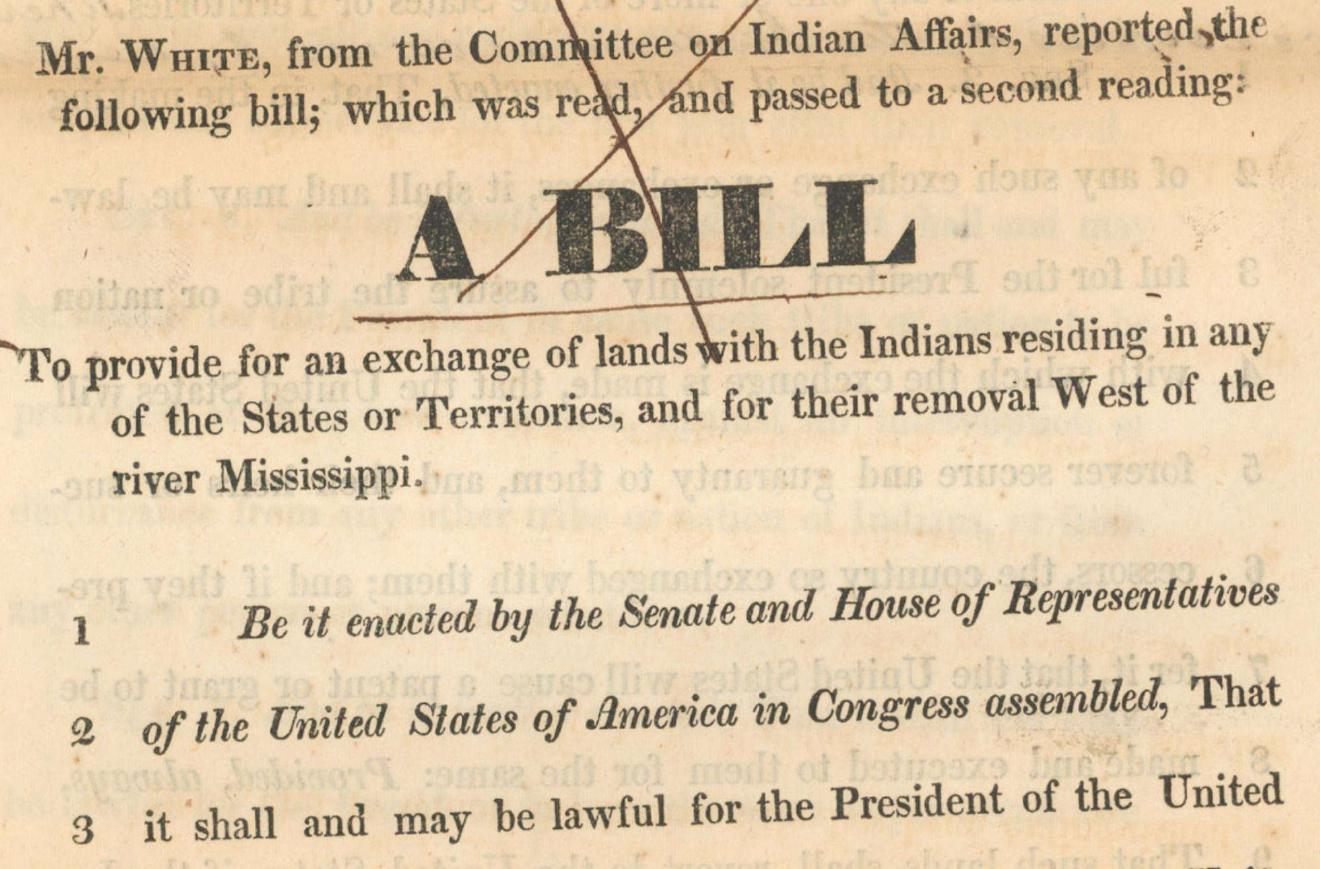 Mr. WHITE, from the Committee on Indian Affairs, reported the
following bill; which was read, and passed to a second reading:
A BILL
To provide for an exchange of lands with the Indians residing in any
of the States or Territories, and for their removal West of the
river Mississippi.
1 Be it enacted by the Senate and House of Representatives
2 of the United States of America in Congress assembled, That
3 it shall and may be lawful for the President of the United